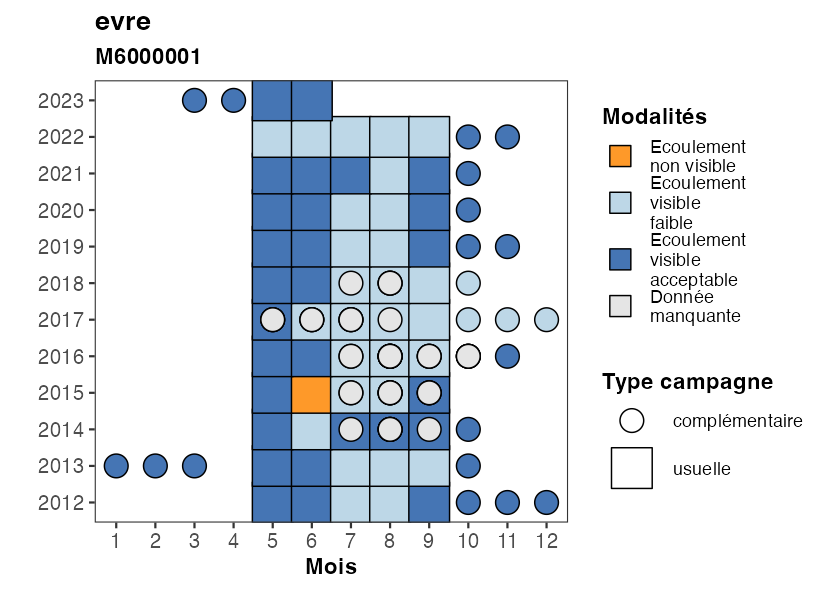 evre
M6000001
2023
2022
2021
2020
2019
2018
2017
2016
2015
2014
2013
2012
1 2 3 4 5 6 7 8 9 10 11 12
Mois
Modalités
Ecoulement
non visible
Ecoulement
visible
faible
Ecoulement
visible
acceptable
Donnée
manquante
Type campagne
complémentaire
usuelle